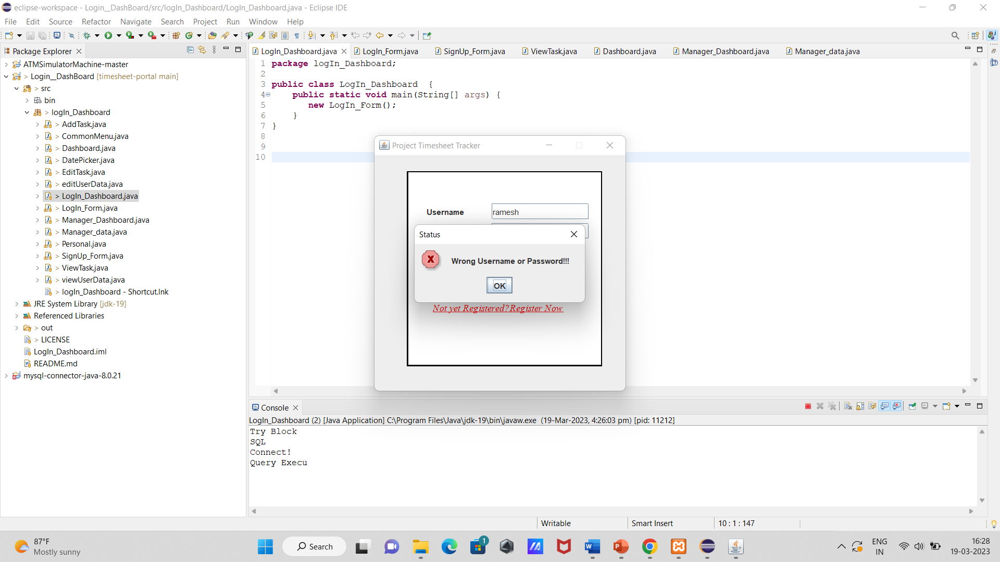 eclipse-workspace - Login__DashBoard/src/logIn_Dashboard/LogIn_Dashboard.java - Eclipse IDE
File Edit Source Refactor Navigate Search Project Run Window Help
Package Explorer
ATMSimulatorMachine-master
> Login__DashBoard [timesheet-portal main]
> src
bin
> logIn_Dashboard
> AddTask.java
> CommonMenu.java
> Dashboard.java
> DatePicker.java
> EditTask.java
> editUserData.java
> LogIn_Dashboard.java
> LogIn_Form.java
> Manager_Dashboard.java
> Manager_data.java
> Personal.java
> SignUp_Form.java
> ViewTask.java
> viewUserData.java
> logIn_Dashboard - Shortcut.lnk
JRE System Library [jdk-19]
Referenced Libraries
> out
> LICENSE
LogIn_Dashboard.iml
README.md
mysql-connector-java-8.0.21
LogIn_Dashboard.java LogIn_Form.java SignUp_Form.java ViewTask.java Dashboard.java Manager_Dashboard.java Manager_data.java
1 package logIn_Dashboard;
2
3 public class LogIn_Dashboard {
4 public static void main(String[] args) {
5 new LogIn_Form();
6 }
7 }
8
9
10
Project Timesheet Tracker
Username ramesh
Status
Wrong Username or Password!!!
OK
Not yet Registered? Register Now
Console
LogIn_Dashboard (2) [Java Application] C:\Program Files\Java\jdk-19\bin\javaw.exe (19-Mar-2023, 4:26:03 pm) [pid: 11212]
Try Block
SQL
Connect!
Query Execu
Writable Smart Insert 10 : 1 : 147
87°F
Mostly sunny
Search
1
ENG
IN
16:28
19-03-2023